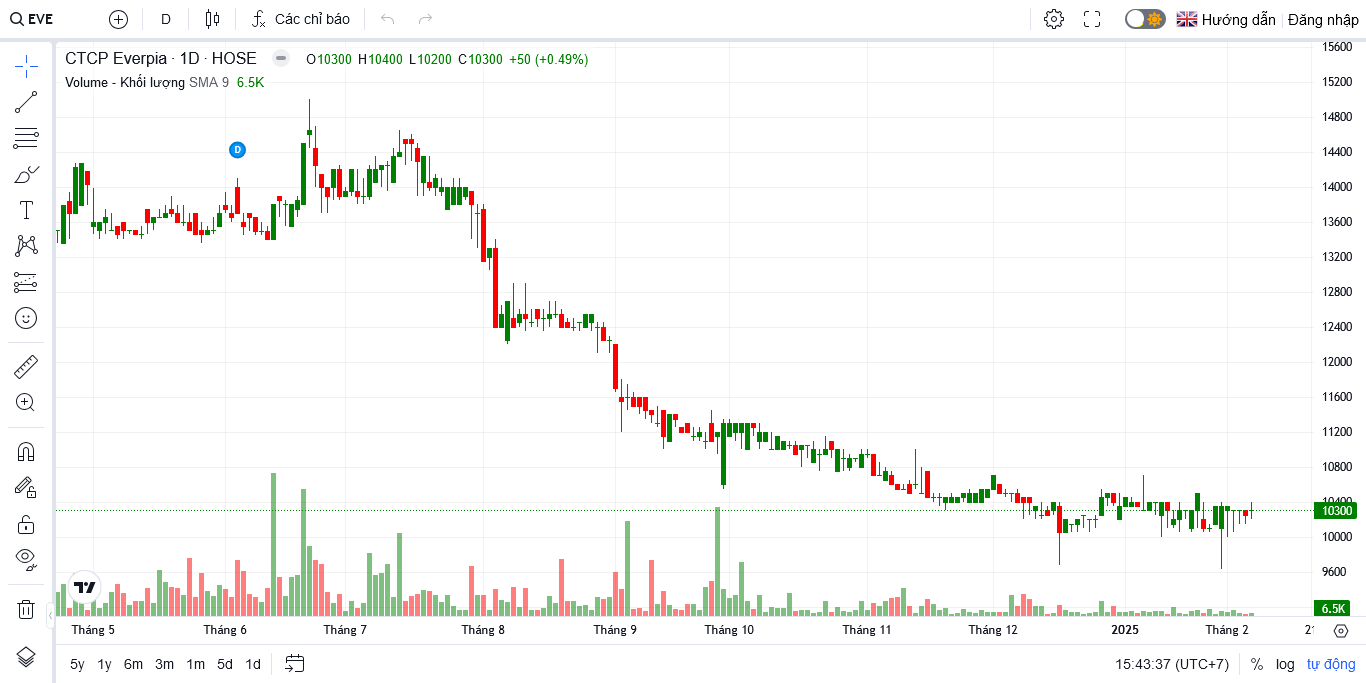 EVE D Các chỉ báo Hướng dẫn Đăng nhập
CTCP Everpia · 1D · HOSE O10300 H10400 L10200 C10300 +50 (+0.49%)
Volume - Khối lượng SMA 9 6.5K
D
15600
15200
14800
14400
14000
13600
13200
12800
12400
12000
11600
11200
10800
10400
10300
10000
9600
6.5K
Tháng 5 Tháng 6 Tháng 7 Tháng 8 Tháng 9 Tháng 10 Tháng 11 Tháng 12 2025 Tháng 2
5y 1y 6m 3m 1m 5d 1d 15:43:37 (UTC+7) % log tự động